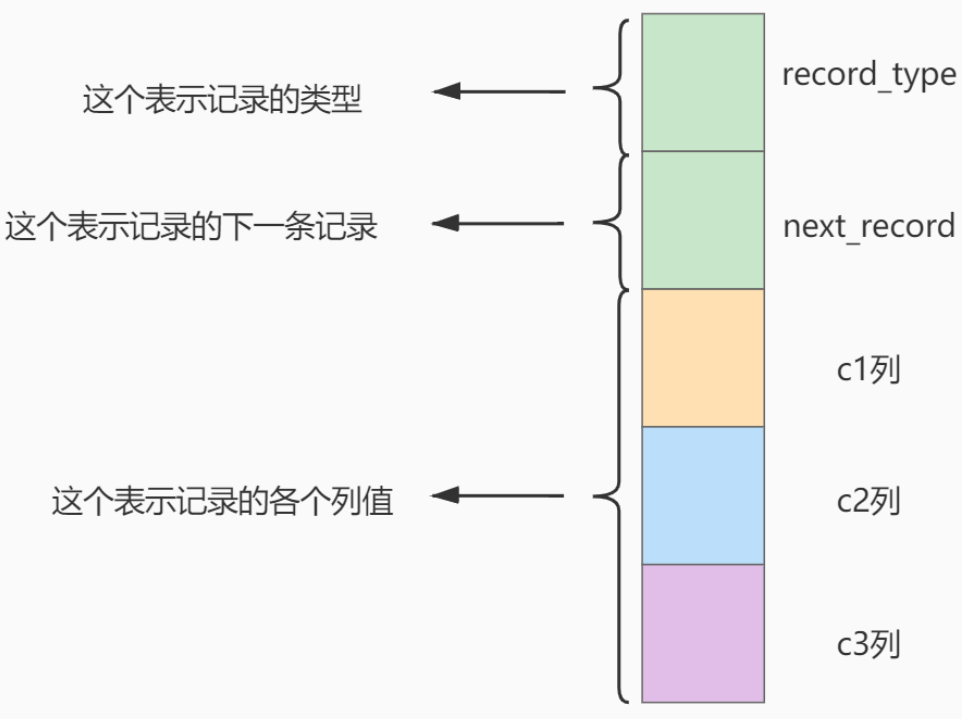 record_type
这个表示记录的类型
next_record
这个表示记录的下一条记录
c1列
这个表示记录的各个列值
c2列
c3列